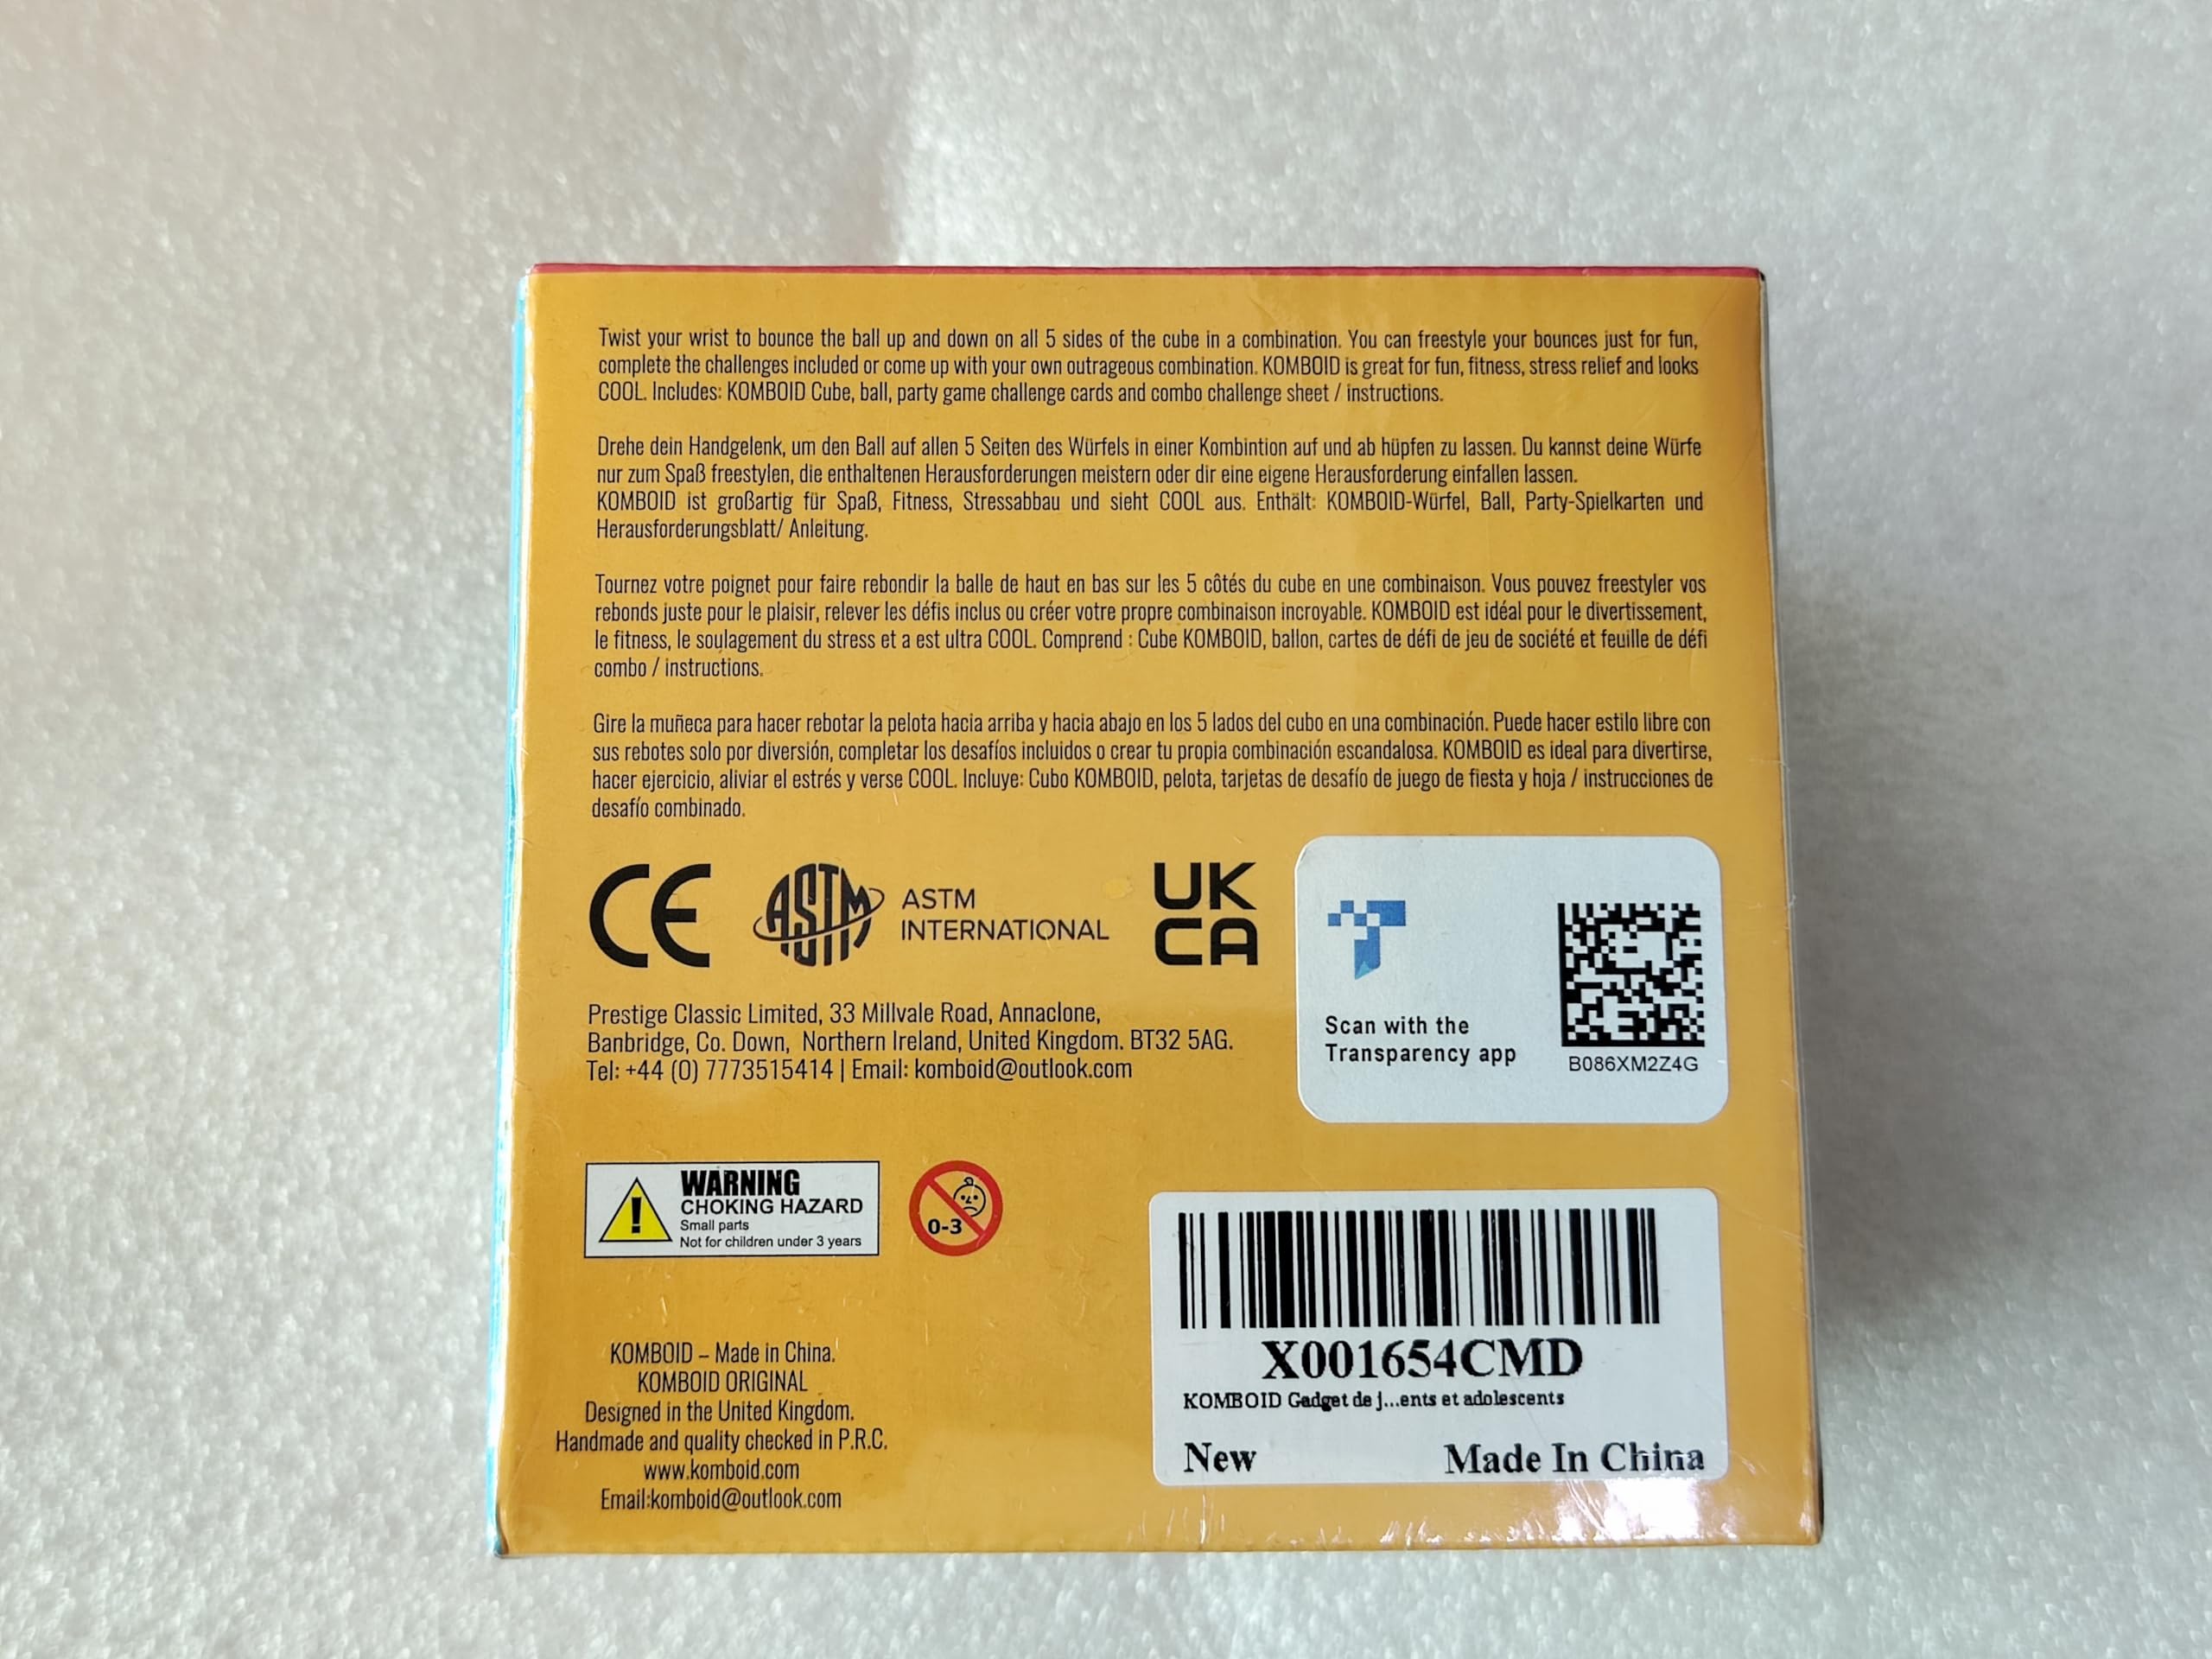 Twist your wrist to bounce the ball up and down on all 5 sides of the cube in a combination. You can freestyle your bounces just for fun,
complete the challenges included or come up with your own outrageous combination. KOMBOID is great for fun, fitness, stress relief and looks
COOL. Includes: KOMBOID Cube, ball, party game challenge cards and combo challenge sheet / instructions.
Drehe dein Handgelenk, um den Ball auf allen 5 Seiten des Würfels in einer Kombintion auf und ab hüpfen zu lassen. Du kannst deine Würfe
nur zum Spaß freestylen, die enthaltenen Herausforderungen meistern oder dir eine eigene Herausforderung einfallen lassen.
KOMBOID ist großartig für Spaß, Fitness, Stressabbau und sieht COOL aus. Enthält: KOMBOID-Würfel, Ball, Party-Spielkarten und
Herausforderungsblatt/ Anleitung.
Tournez votre poignet pour faire rebondir la balle de haut en bas sur les 5 côtés du cube en une combinaison. Vous pouvez freestyler vos
rebonds juste pour le plaisir, relever les défis inclus ou créer votre propre combinaison incroyable. KOMBOID est idéal pour le divertissement,
le fitness, le soulagement du stress et a est ultra COOL. Comprend : Cube KOMBOID, ballon, cartes de défi de jeu de société et feuille de défi
combo / instructions.
Gire la muñeca para hacer rebotar la pelota hacia arriba y hacia abajo en los 5 lados del cubo en una combinación. Puede hacer estilo libre con
sus rebotes solo por diversión, completar los desafíos incluidos o crear tu propia combinación escandalosa. KOMBOID es ideal para divertirse,
hacer ejercicio, aliviar el estrés y verse COOL. Incluye: Cubo KOMBOID, pelota, tarjetas de desafío de juego de fiesta y hoja / instrucciones de
desafío combinado.
CE
ASTM
ASTM
INTERNATIONAL
UK
CA
Scan with the
Transparency app
B086XM2Z4G
Prestige Classic Limited, 33 Millvale Road, Annaclone,
Banbridge, Co. Down, Northern Ireland, United Kingdom. BT32 5AG.
Tel: +44 (0) 7773515414 | Email: komboid@outlook.com
WARNING
CHOKING HAZARD
Small parts
Not for children under 3 years
0-3
KOMBOID – Made in China.
KOMBOID ORIGINAL
Designed in the United Kingdom.
Handmade and quality checked in P.R.C.
www.komboid.com
Email:komboid@outlook.com
X001654CMD
KOMBOID Gadget de j...ents et adolescents
New Made In China